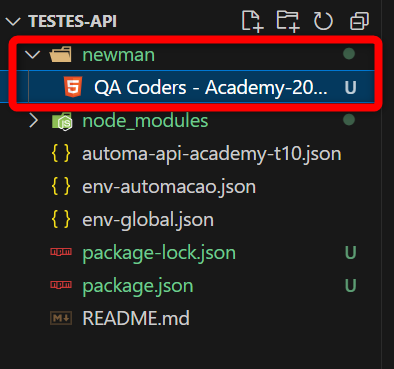 TESTES-API
newman
QA Coders - Academy-20... U
node_modules
{ } automa-api-academy-t10.json
{ } env-automacao.json
{ } env-global.json
package-lock.json U
package.json U
README.md